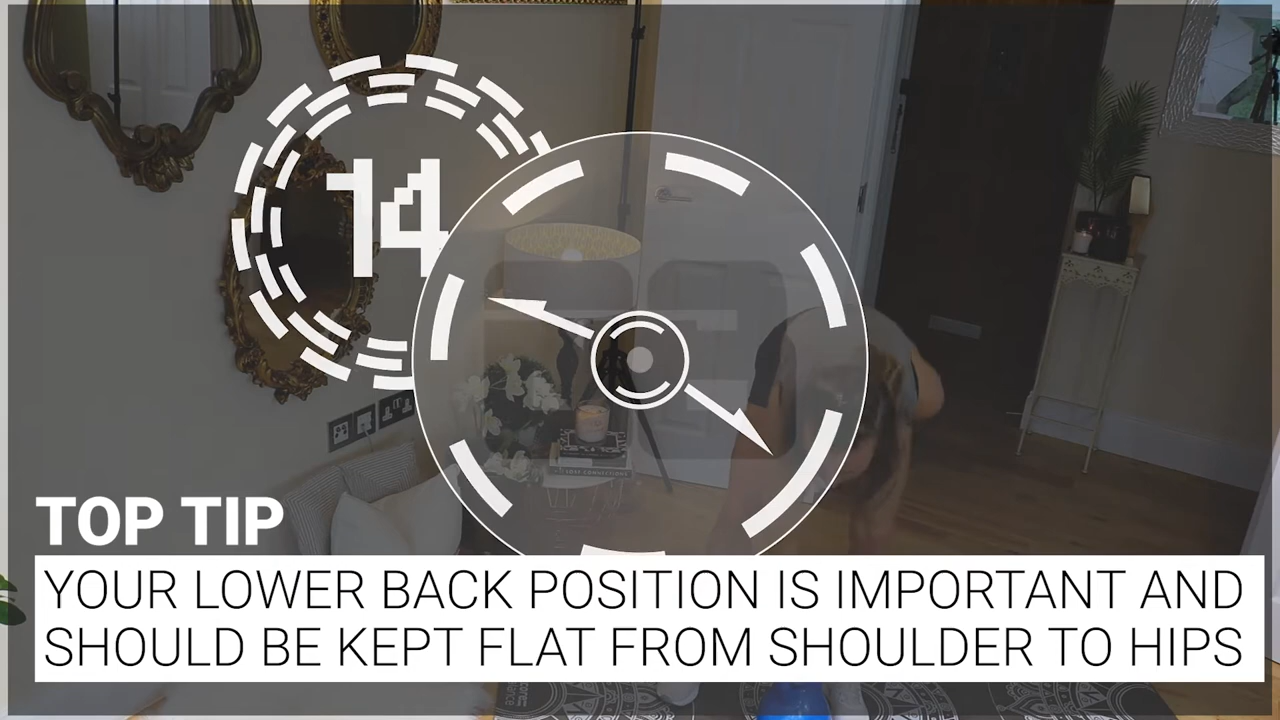 14
TOP TIP
YOUR LOWER BACK POSITION IS IMPORTANT AND
SHOULD BE KEPT FLAT FROM SHOULDER TO HIPS